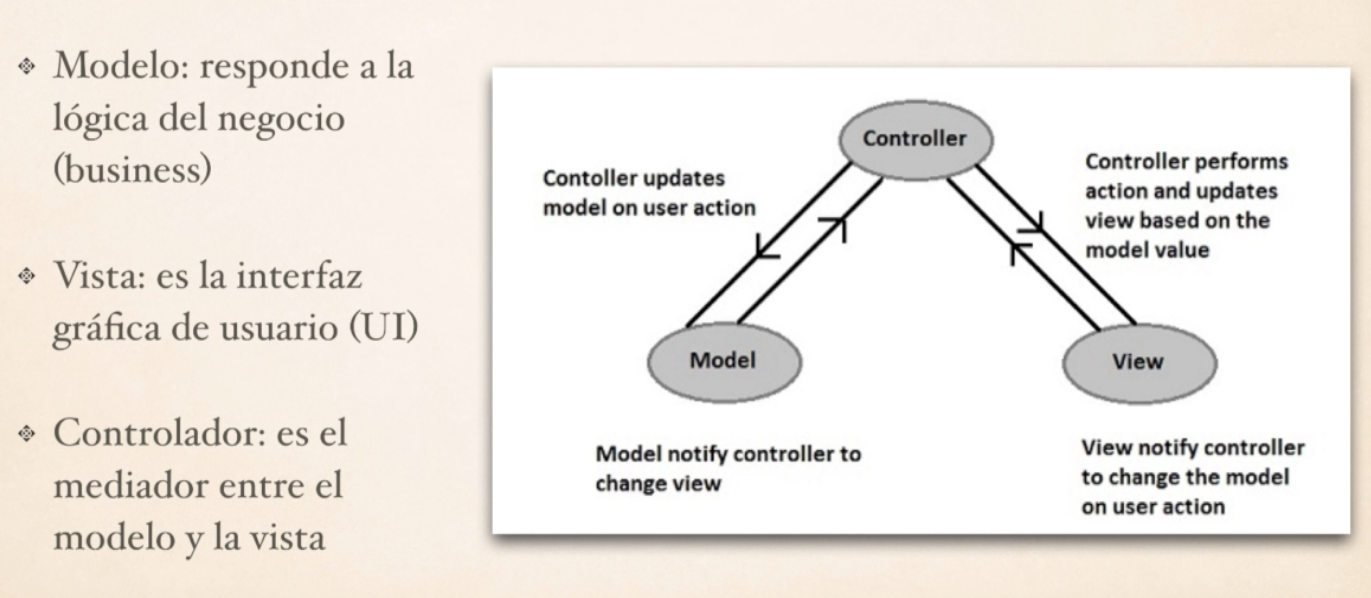 Modelo: responde a la
lógica del negocio
(business)
Vista: es la interfaz
gráfica de usuario (UI)
Controlador: es el
mediador entre el
modelo y la vista
Controller
Contoller updates
model on user action
Controller performs
action and updates
view based on the
model value
Model
View
Model notify controller to
change view
View notify controller
to change the model
on user action